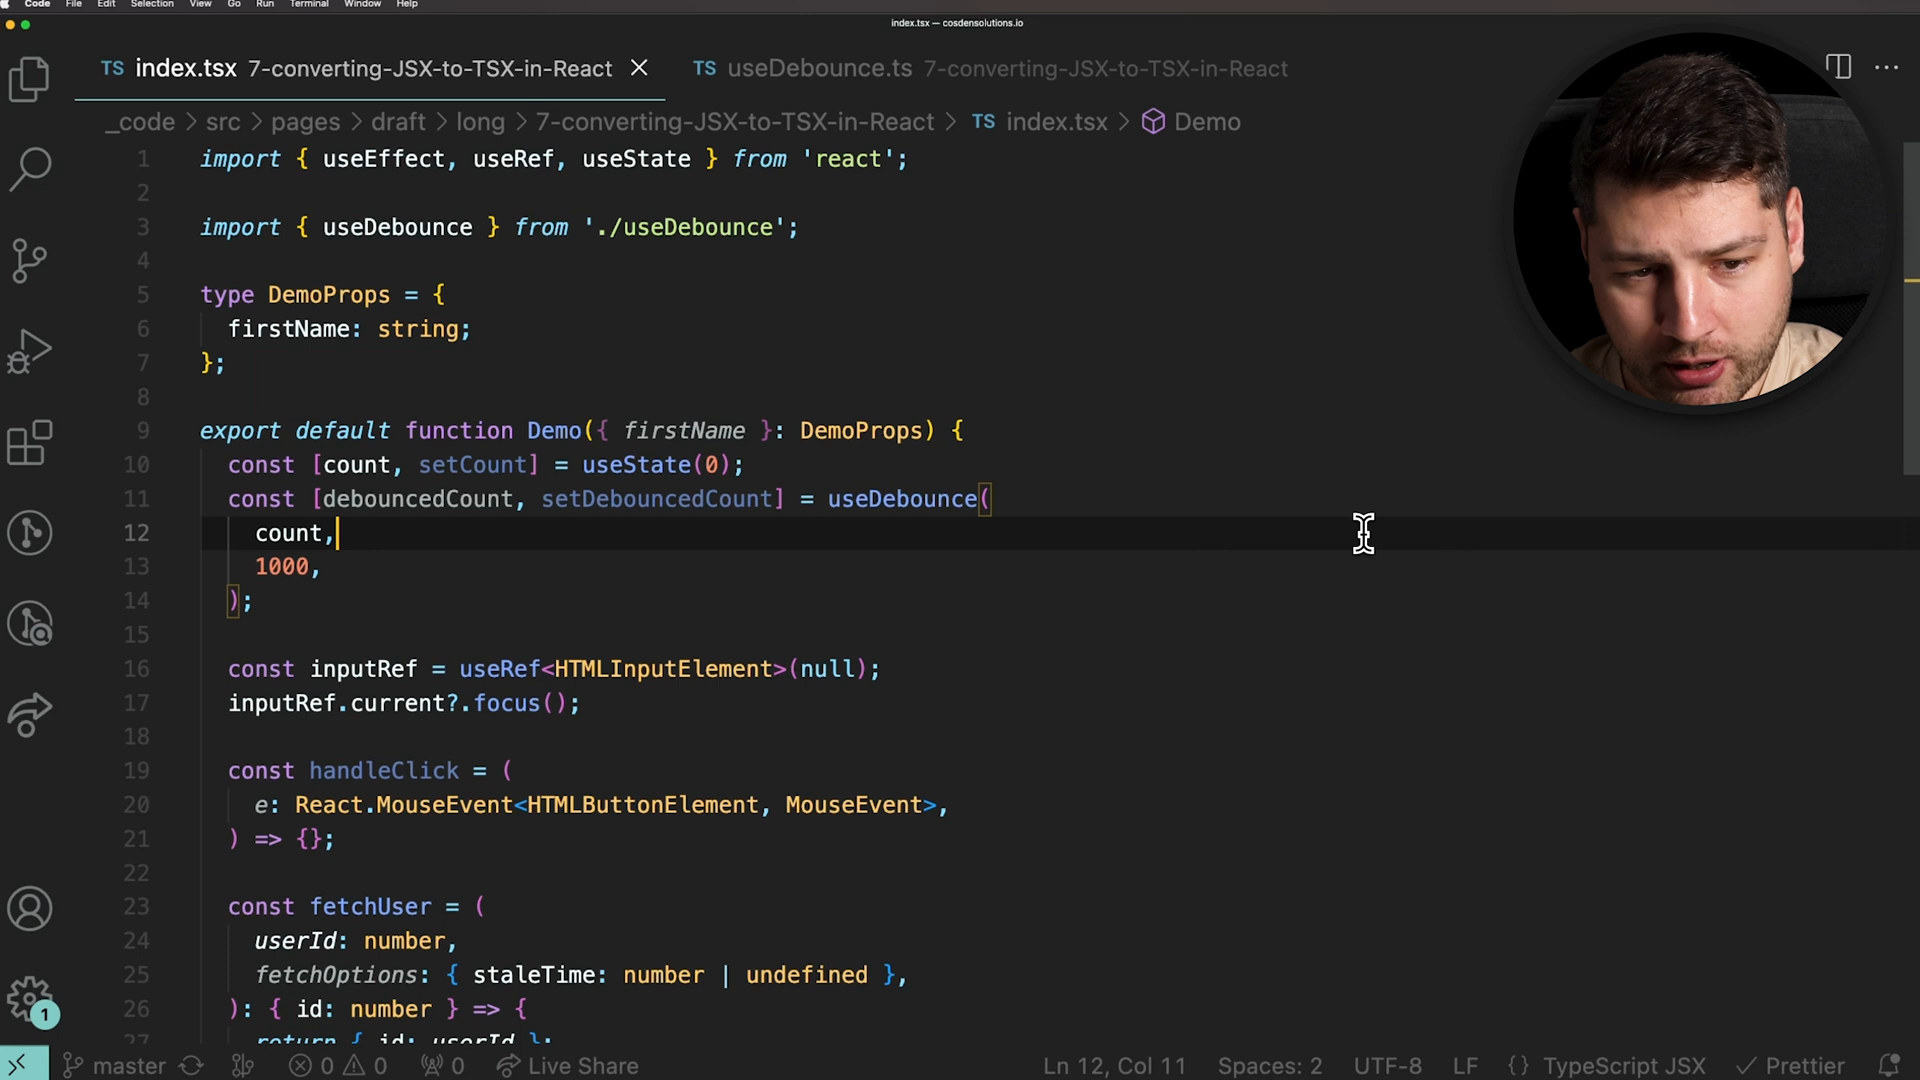 Code File Edit Selection View Go Run Terminal Window Help
index.tsx — cosdensolutions.io
TS index.tsx 7-converting-JSX-to-TSX-in-React
TS useDebounce.ts 7-converting-JSX-to-TSX-in-React
_code > src > pages > draft > long > 7-converting-JSX-to-TSX-in-React > TS index.tsx > Demo
1 import { useEffect, useRef, useState } from 'react';
2
3 import { useDebounce } from './useDebounce';
4
5 type DemoProps = {
6 firstName: string;
7 };
8
9 export default function Demo({ firstName }: DemoProps) {
10 const [count, setCount] = useState(0);
11 const [debouncedCount, setDebouncedCount] = useDebounce(
12 count,
13 1000,
14 );
15
16 const inputRef = useRef<HTMLInputElement>(null);
17 inputRef.current?.focus();
18
19 const handleClick = (
20 e: React.MouseEvent<HTMLButtonElement, MouseEvent>,
21 ) => {};
22
23 const fetchUser = (
24 userId: number,
25 fetchOptions: { staleTime: number | undefined },
26 ): { id: number } => {
27 return { id: userId };
1
master 0 0 0 Live Share Ln 12, Col 11 Spaces: 2 UTF-8 LF {} TypeScript JSX Prettier